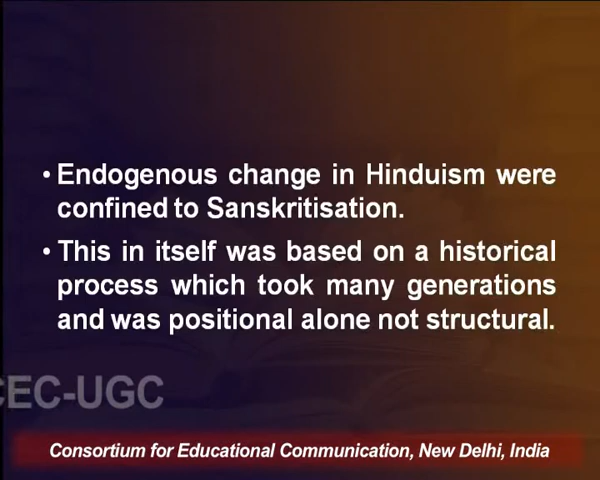 • Endogenous change in Hinduism were
confined to Sanskritisation.
• This in itself was based on a historical
process which took many generations
and was positional alone not structural.
CEC-UGC
Consortium for Educational Communication, New Delhi, India